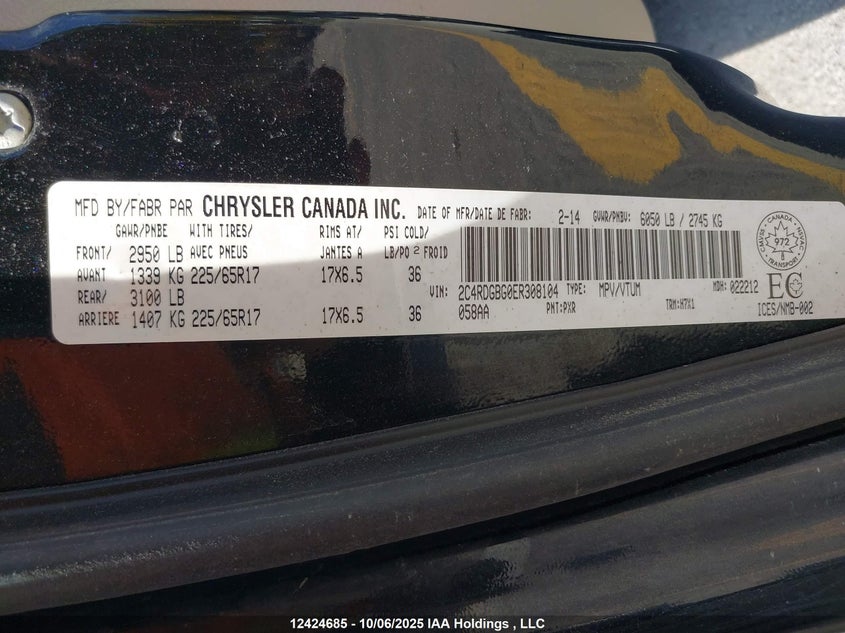 MFD BY/FABR PAR CHRYSLER CANADA INC. DATE OF MFR/DATE DE FABR: 2-14 GVWR/PNBV: 6050 LB / 2745 KG
GAWR/PNBE WITH TIRES/ RIMS AT/ PSI COLD/
FRONT/ 2950 LB AVEC PNEUS JANTES A LB/PO 2 FROID
AVANT 1339 KG 225/65R17 17X6.5 36
REAR/ 3100 LB
ARRIERE 1407 KG 225/65R17 17X6.5 36
VIN: 2C4RDGBG0ER308104 TYPE: MPV/VTUM MDH: 022212
058AA PNT:PXR TRM:H7X1
CANADA
972
TRANSPORT
EC
ICES/NMB-002
12424685 - 10/06/2025 IAA Holdings , LLC